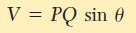 V = PQ sin θ